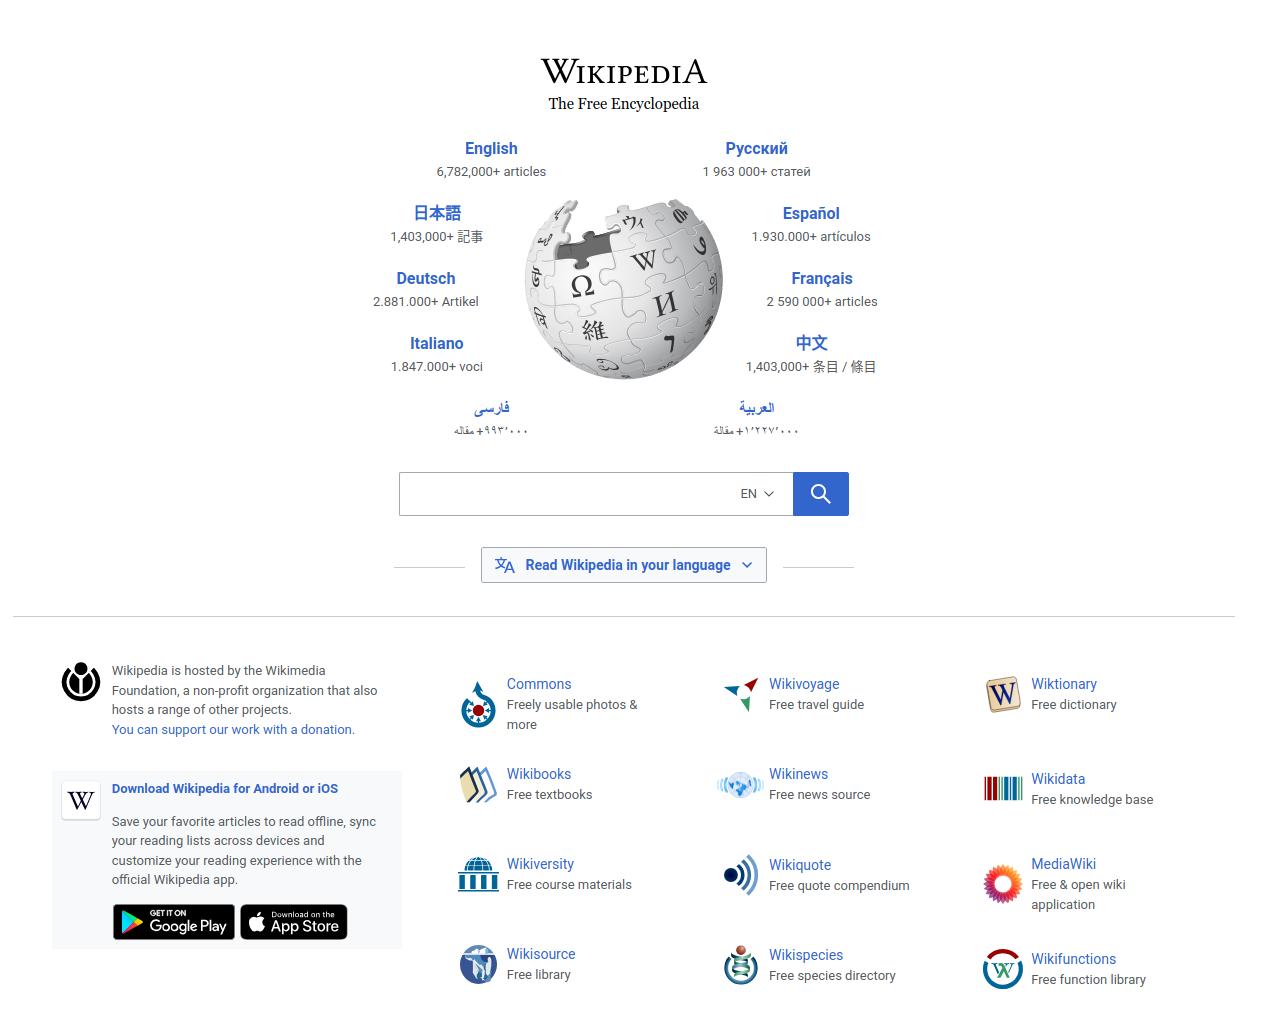 WIKIPEDIA
The Free Encyclopedia
English
6,782,000+ articles
Русский
1 963 000+ статей
日本語
1,403,000+ 記事
Español
1.930.000+ artículos
Deutsch
2.881.000+ Artikel
Français
2 590 000+ articles
Italiano
1.847.000+ voci
中文
1,403,000+ 条目 / 條目
فارسی
۹۹۳٬۰۰۰+ مقاله
العربية
١٬٢٢٧٬٠٠٠+ مقالة
Ω
W
И
維
ウィ
EN
Read Wikipedia in your language
Wikipedia is hosted by the Wikimedia
Foundation, a non-profit organization that also
hosts a range of other projects.
You can support our work with a donation.
W
Download Wikipedia for Android or iOS
Save your favorite articles to read offline, sync
your reading lists across devices and
customize your reading experience with the
official Wikipedia app.
GET IT ON
Google Play
Download on the
App Store
Commons
Freely usable photos &
more
Wikivoyage
Free travel guide
W
Wiktionary
Free dictionary
Wikibooks
Free textbooks
Wikinews
Free news source
Wikidata
Free knowledge base
Wikiversity
Free course materials
Wikiquote
Free quote compendium
MediaWiki
Free & open wiki
application
Wikisource
Free library
Wikispecies
Free species directory
Wikifunctions
Free function library